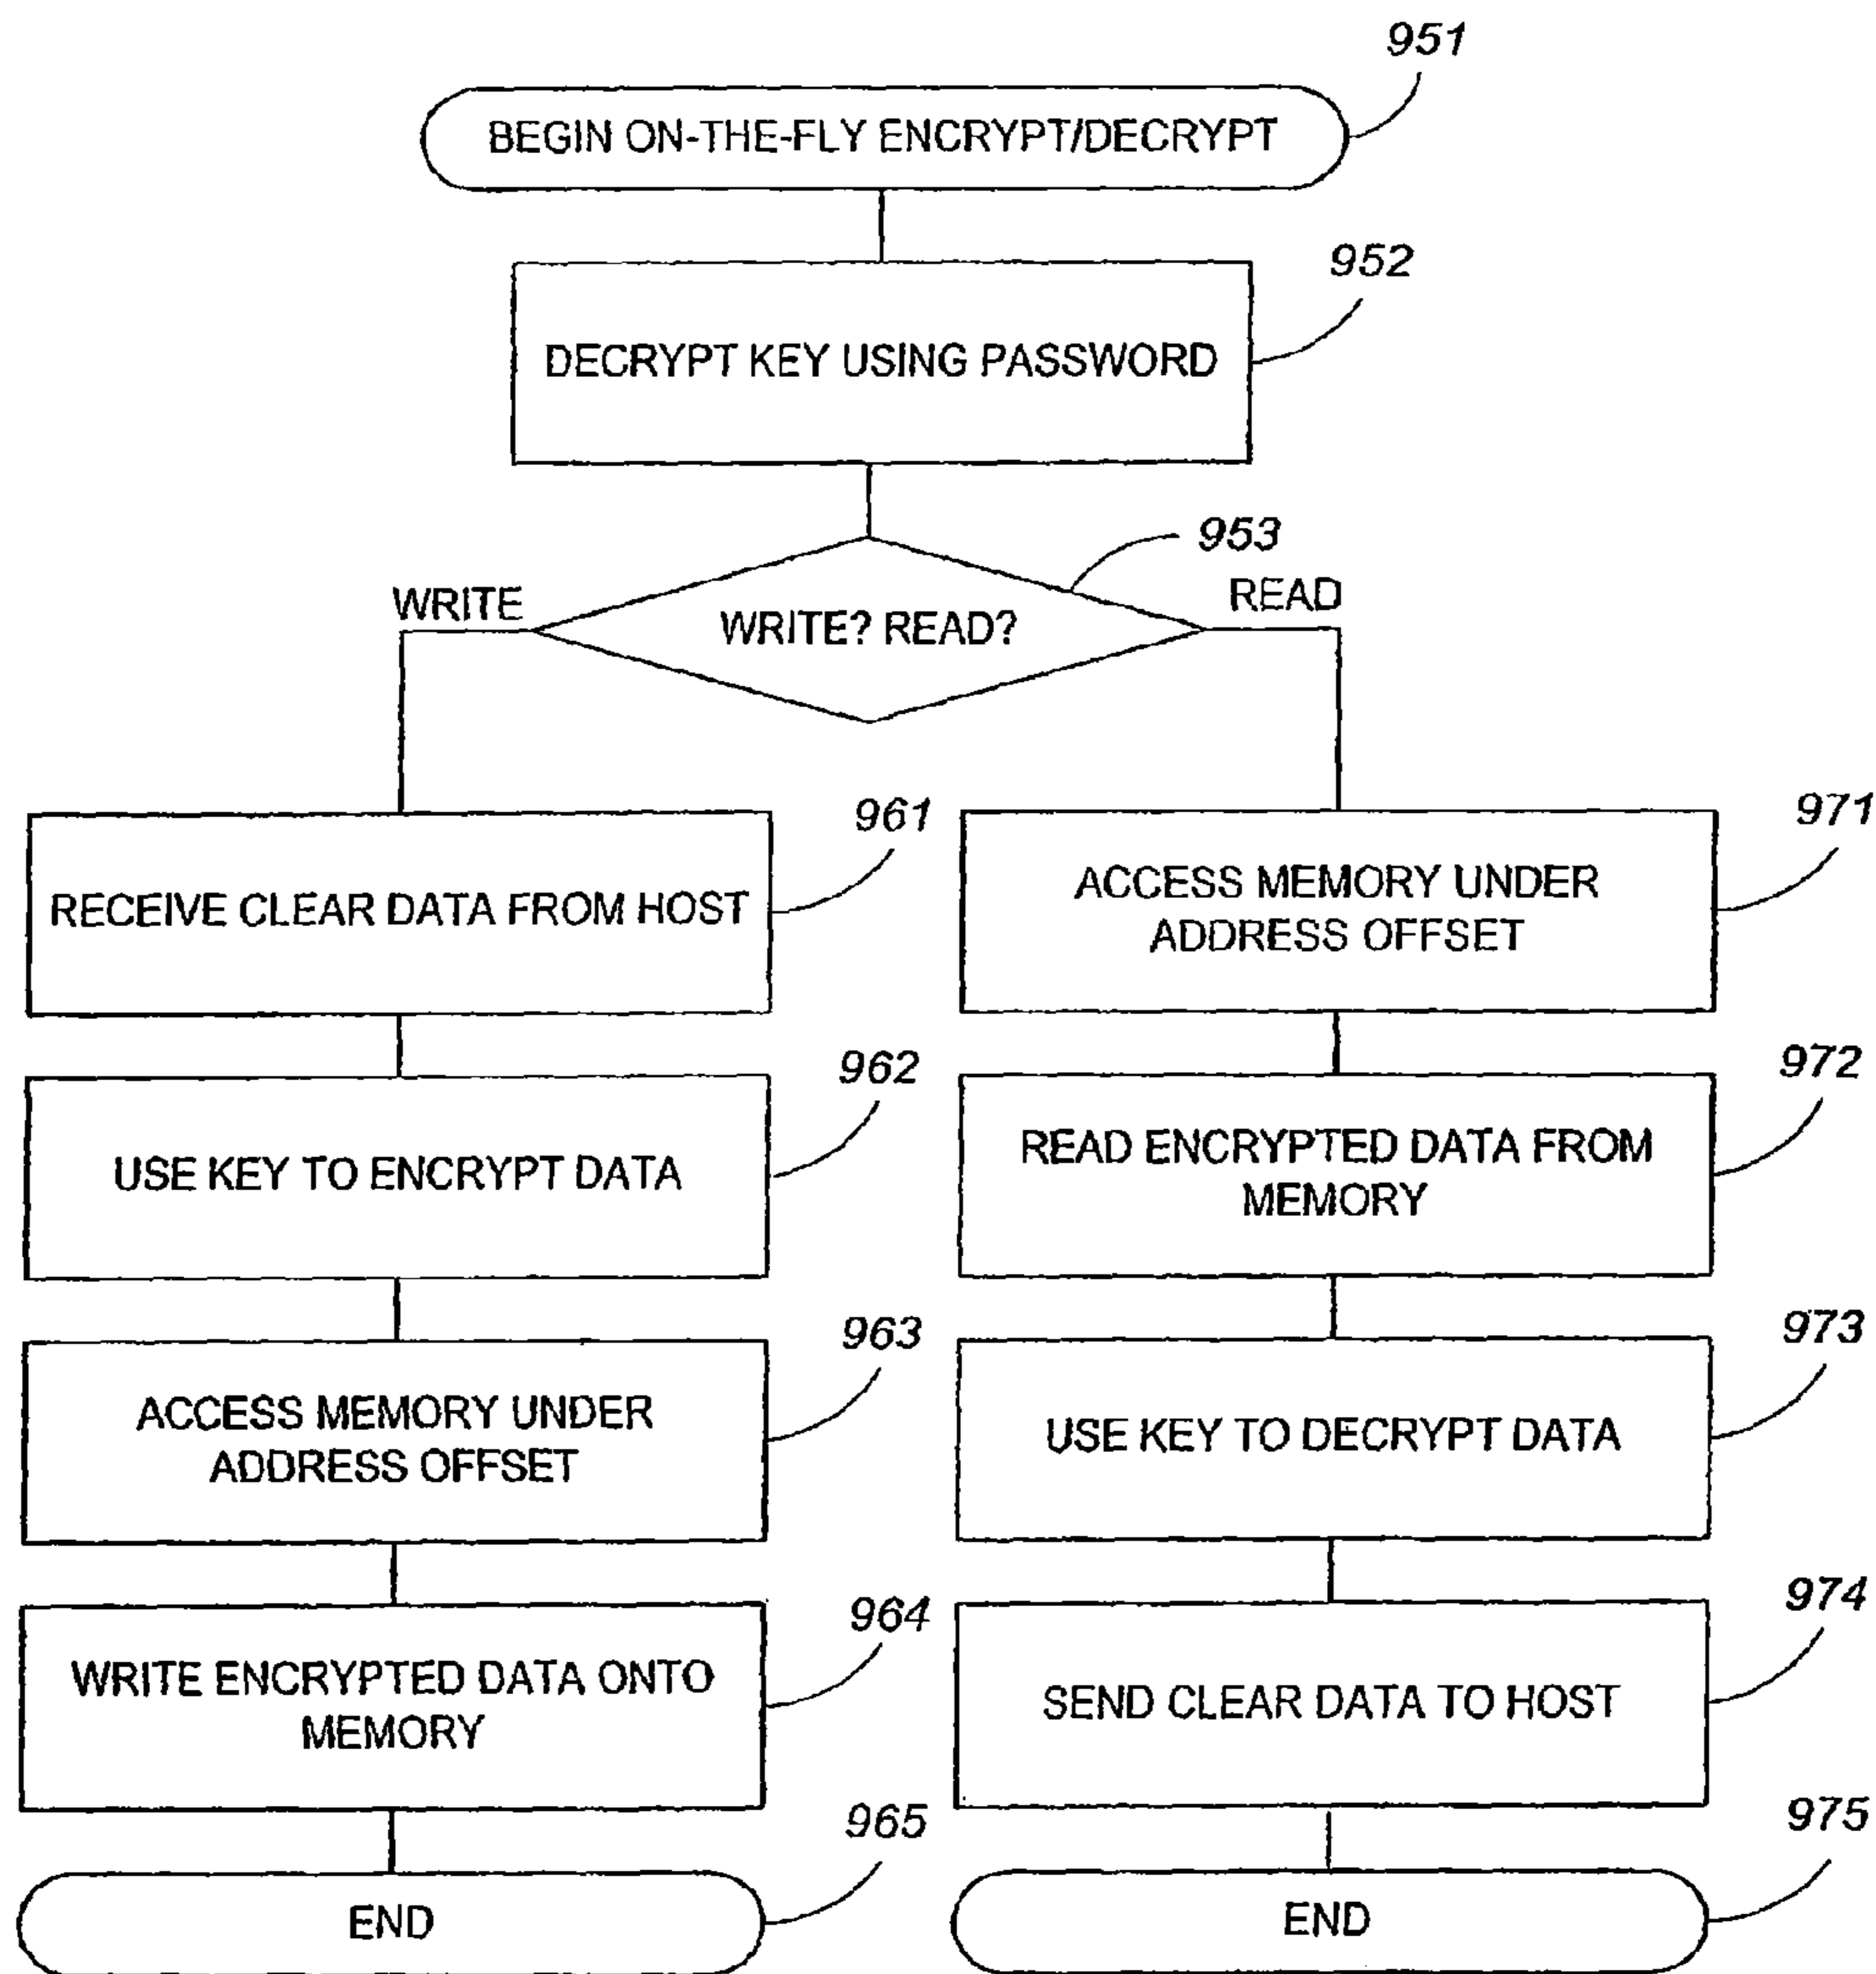 951
BEGIN ON-THE-FLY ENCRYPT/DECRYPT
952
DECRYPT KEY USING PASSWORD
953
WRITE
READ
WRITE? READ?
961
RECEIVE CLEAR DATA FROM HOST
962
USE KEY TO ENCRYPT DATA
963
ACCESS MEMORY UNDER
ADDRESS OFFSET
964
WRITE ENCRYPTED DATA ONTO
MEMORY
965
END
971
ACCESS MEMORY UNDER
ADDRESS OFFSET
972
READ ENCRYPTED DATA FROM
MEMORY
973
USE KEY TO DECRYPT DATA
974
SEND CLEAR DATA TO HOST
975
END